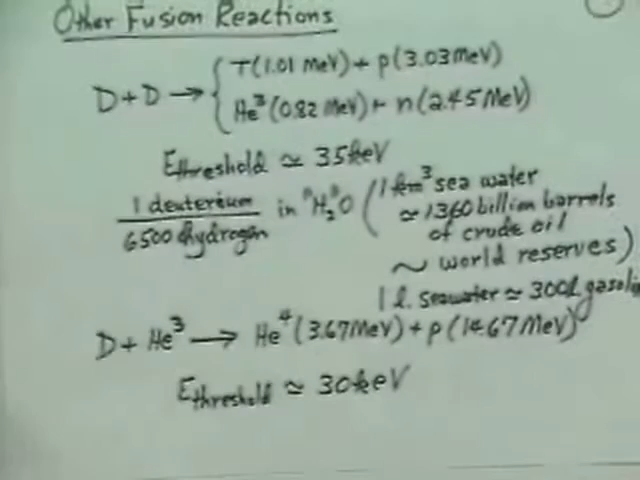 Other Fusion Reactions
D + D → { T (1.01 MeV) + p (3.03 MeV)
He³ (0.82 MeV) + n (2.45 MeV)
Ethreshold ≃ 35 keV
1 deuterium / 6500 hydrogen in "H₂"O ( 1 km³ sea water
≃ 1360 billion barrels
of crude oil
~ world reserves)
1 l. seawater ≃ 300 l gasoli
D + He³ → He⁴ (3.67 MeV) + p (14.67 MeV)
Ethreshold ≃ 30 keV